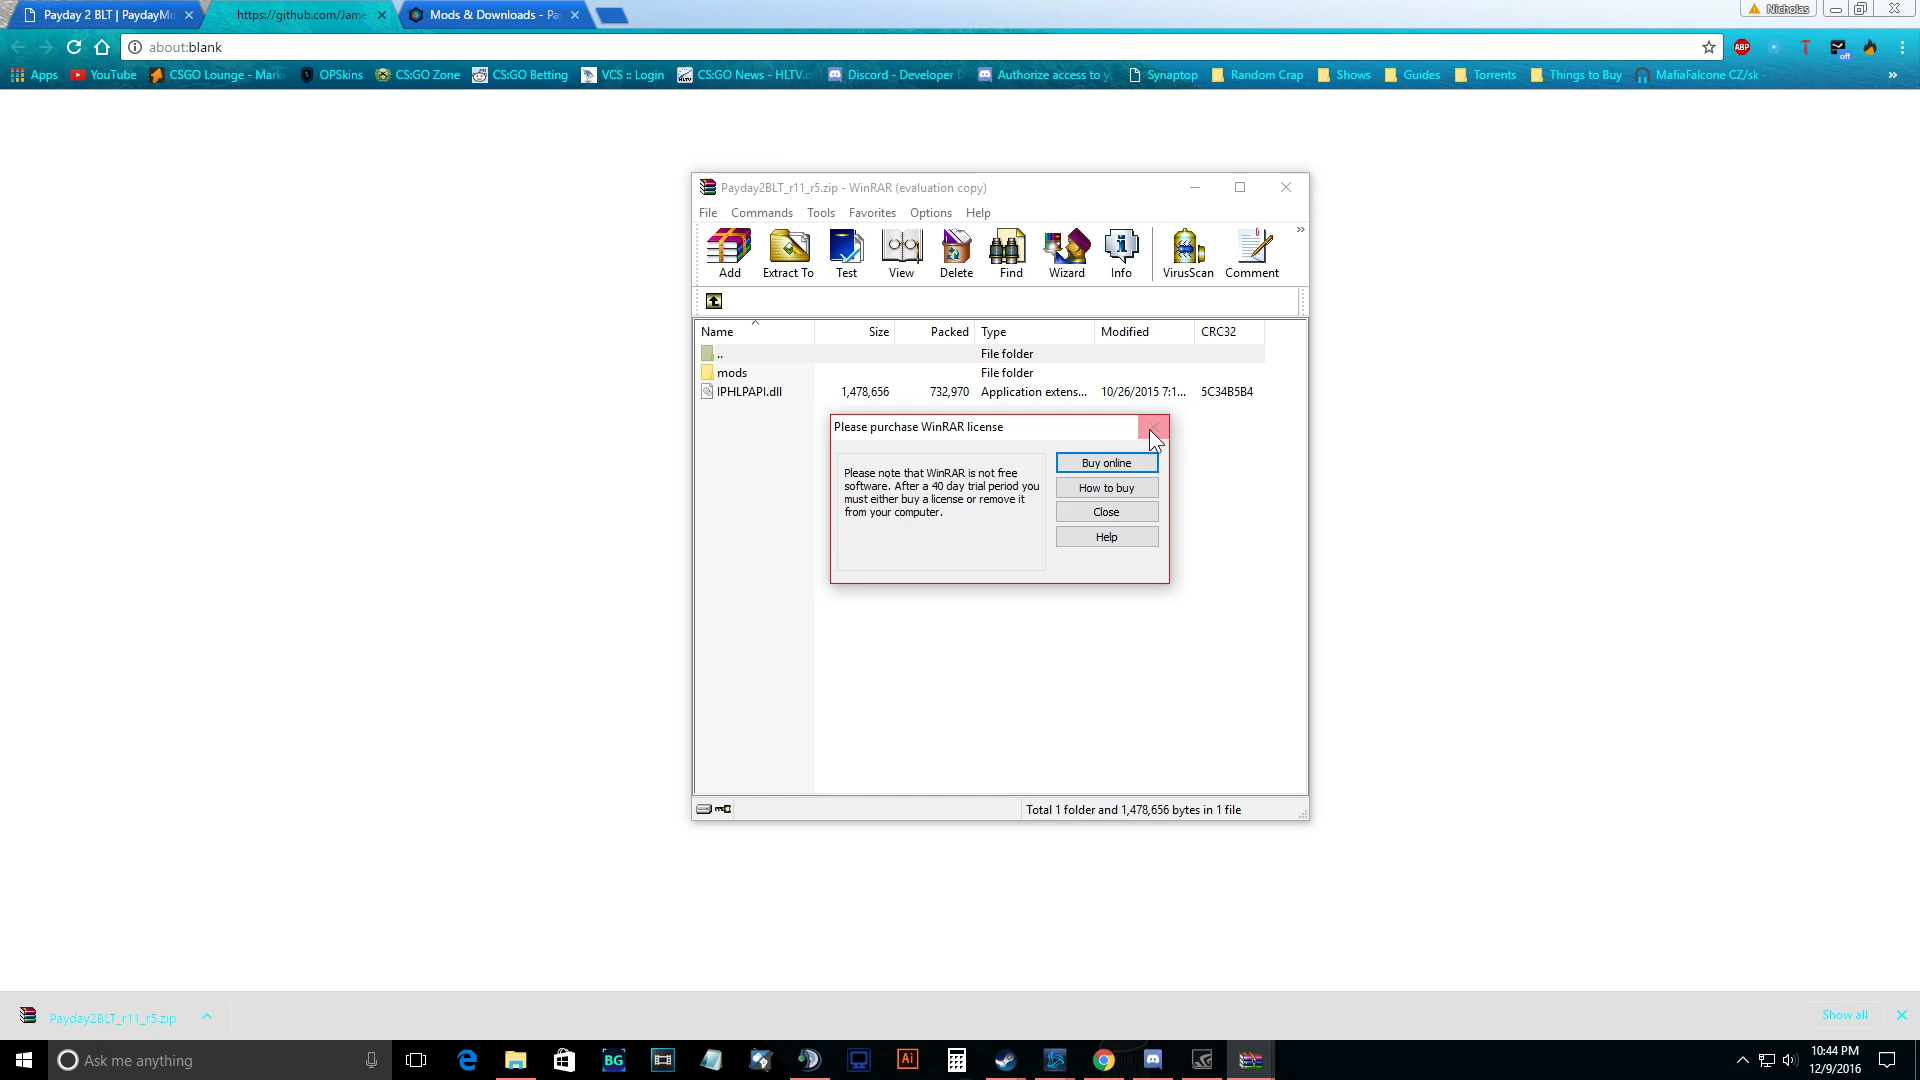 Payday 2 BLT | PaydayMo
https://github.com/Jame
Mods & Downloads - Pa
Nicholas
about:blank
Apps
YouTube
CSGO Lounge - Mark
OPSkins
CS:GO Zone
CS:GO Betting
VCS :: Login
CS:GO News - HLTV.o
Discord - Developer D
Authorize access to y
Synaptop
Random Crap
Shows
Guides
Torrents
Things to Buy
MafiaFalcone CZ/sk -
»
ABP
off
Payday2BLT_r11_r5.zip - WinRAR (evaluation copy)
File Commands Tools Favorites Options Help
Add Extract To Test View Delete Find Wizard Info VirusScan Comment
»
Name Size Packed Type Modified CRC32
.. File folder
mods File folder
IPHLPAPI.dll 1,478,656 732,970 Application extens... 10/26/2015 7:1... 5C34B5B4
Please purchase WinRAR license
Please note that WinRAR is not free
software. After a 40 day trial period you
must either buy a license or remove it
from your computer.
Buy online
How to buy
Close
Help
Total 1 folder and 1,478,656 bytes in 1 file
Payday2BLT_r11_r5.zip
Show all
Ask me anything
BG
Ai
10:44 PM
12/9/2016